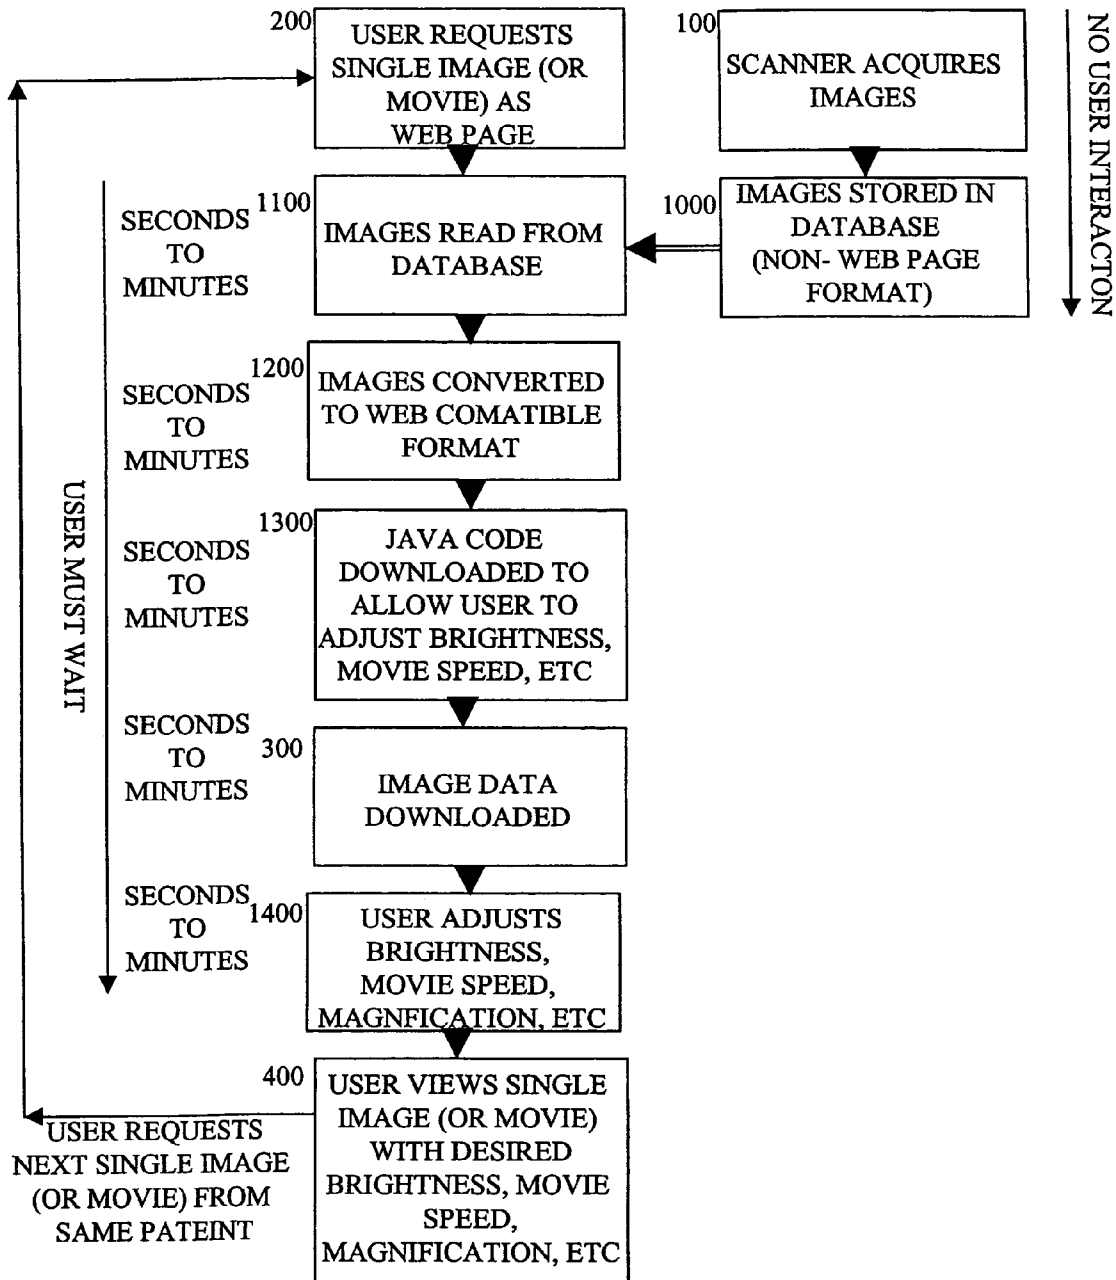 200
USER REQUESTS
SINGLE IMAGE (OR
MOVIE) AS
WEB PAGE
100
SCANNER ACQUIRES
IMAGES
NO USER INTERACTON
1100
IMAGES READ FROM
DATABASE
1000
IMAGES STORED IN
DATABASE
(NON- WEB PAGE
FORMAT)
SECONDS
TO
MINUTES
1200
IMAGES CONVERTED
TO WEB COMATIBLE
FORMAT
SECONDS
TO
MINUTES
USER MUST WAIT
1300
JAVA CODE
DOWNLOADED TO
ALLOW USER TO
ADJUST BRIGHTNESS,
MOVIE SPEED, ETC
SECONDS
TO
MINUTES
300
IMAGE DATA
DOWNLOADED
SECONDS
TO
MINUTES
1400
USER ADJUSTS
BRIGHTNESS,
MOVIE SPEED,
MAGNFICATION, ETC
SECONDS
TO
MINUTES
400
USER VIEWS SINGLE
IMAGE (OR MOVIE)
WITH DESIRED
BRIGHTNESS, MOVIE
SPEED,
MAGNIFICATION, ETC
USER REQUESTS
NEXT SINGLE IMAGE
(OR MOVIE) FROM
SAME PATEINT